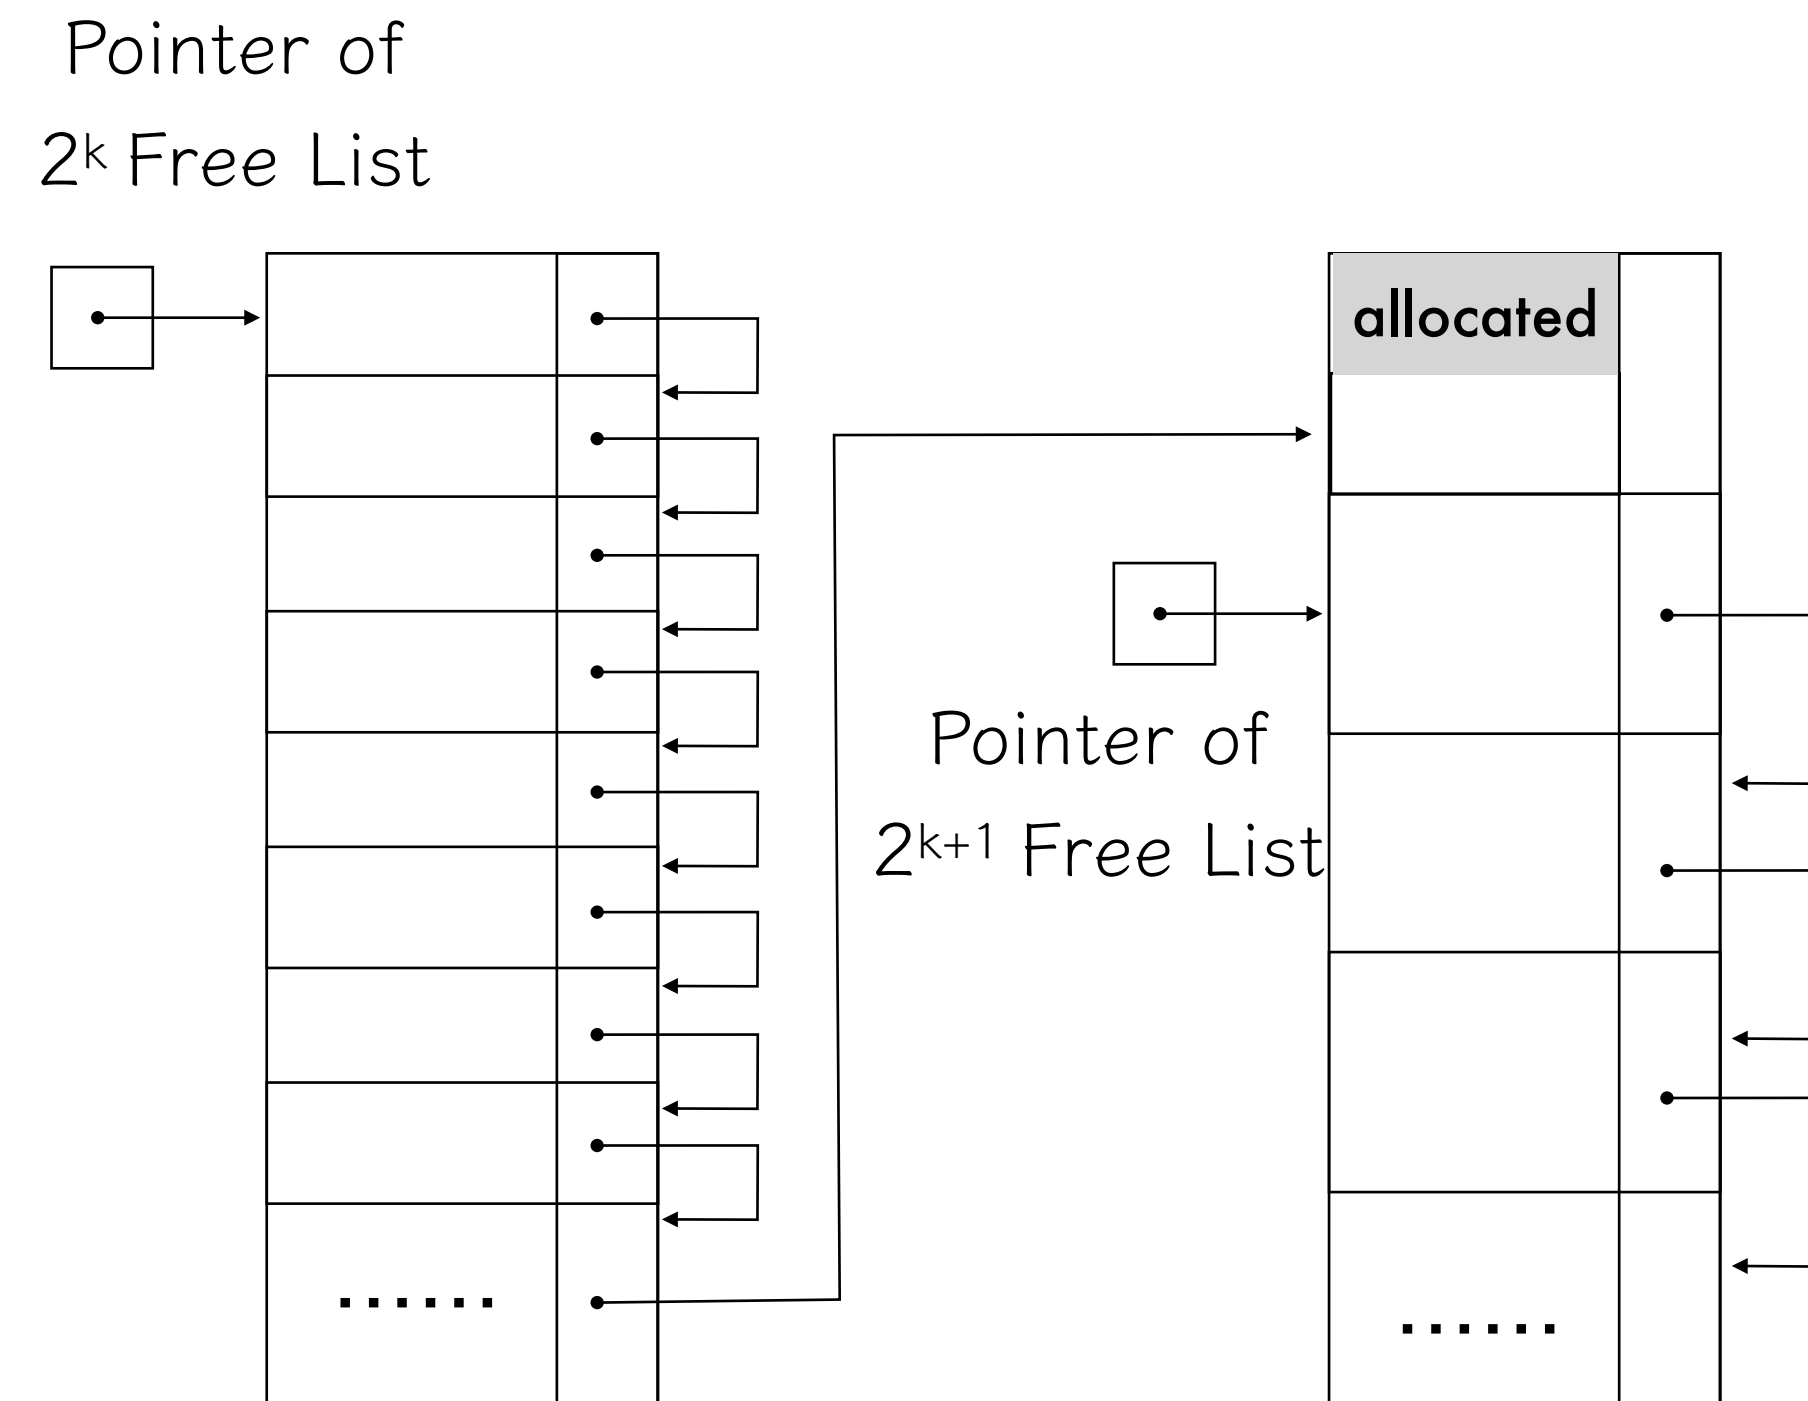 Pointer of
2ᵏ Free List
allocated
Pointer of
2ᵏ⁺¹ Free List
......
......